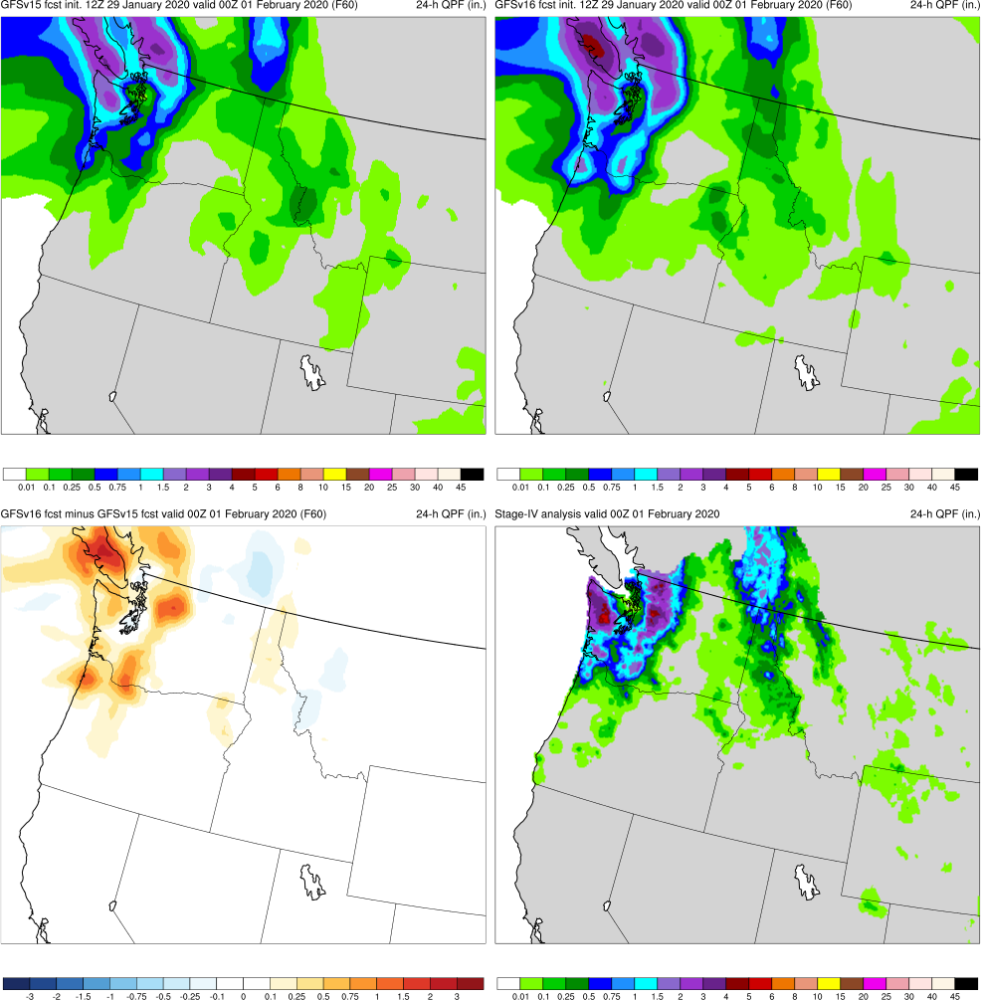 GFSv15 fcst init. 12Z 29 January 2020 valid 00Z 01 February 2020 (F60) 24-h QPF (in.)
GFSv16 fcst init. 12Z 29 January 2020 valid 00Z 01 February 2020 (F60) 24-h QPF (in.)
0.01 0.1 0.25 0.5 0.75 1 1.5 2 3 4 5 6 8 10 15 20 25 30 40 45
0.01 0.1 0.25 0.5 0.75 1 1.5 2 3 4 5 6 8 10 15 20 25 30 40 45
GFSv16 fcst minus GFSv15 fcst valid 00Z 01 February 2020 (F60) 24-h QPF (in.)
Stage-IV analysis valid 00Z 01 February 2020 24-h QPF (in.)
-3 -2 -1.5 -1 -0.75 -0.5 -0.25 -0.1 0 0.1 0.25 0.5 0.75 1 1.5 2 3
0.01 0.1 0.25 0.5 0.75 1 1.5 2 3 4 5 6 8 10 15 20 25 30 40 45